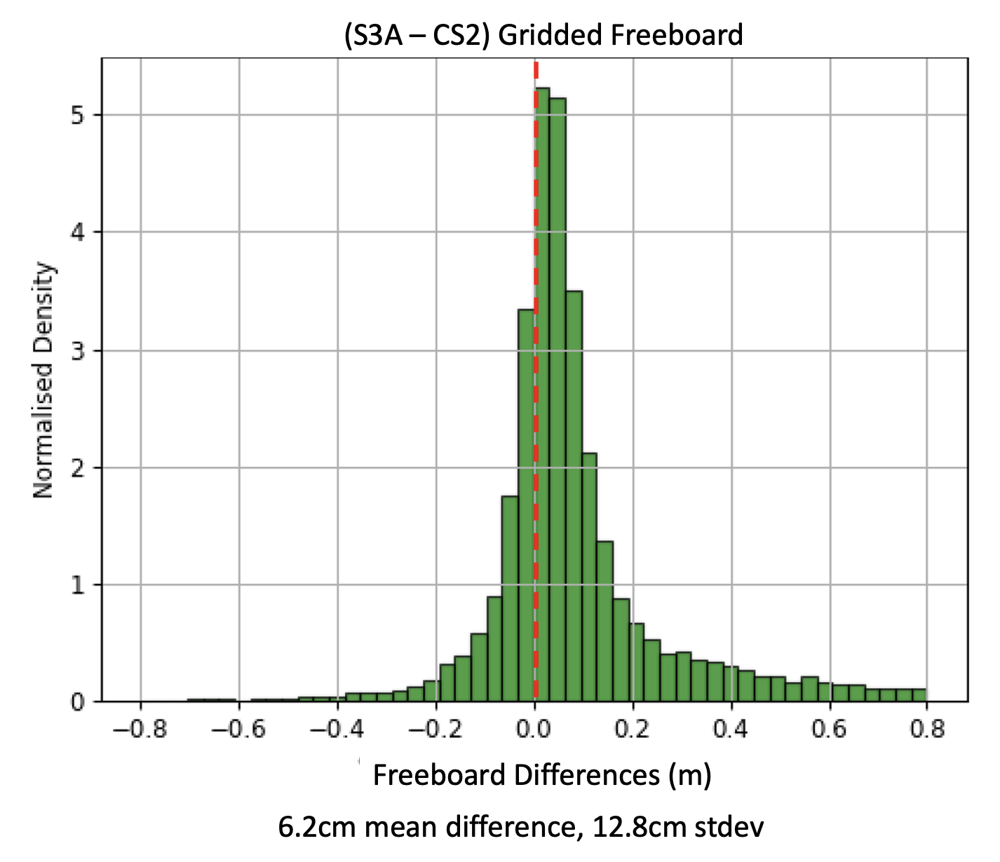 (S3A – CS2) Gridded Freeboard
5
4
3
2
1
0
Normalised Density
−0.8 −0.6 −0.4 −0.2 0.0 0.2 0.4 0.6 0.8
Freeboard Differences (m)
6.2cm mean difference, 12.8cm stdev